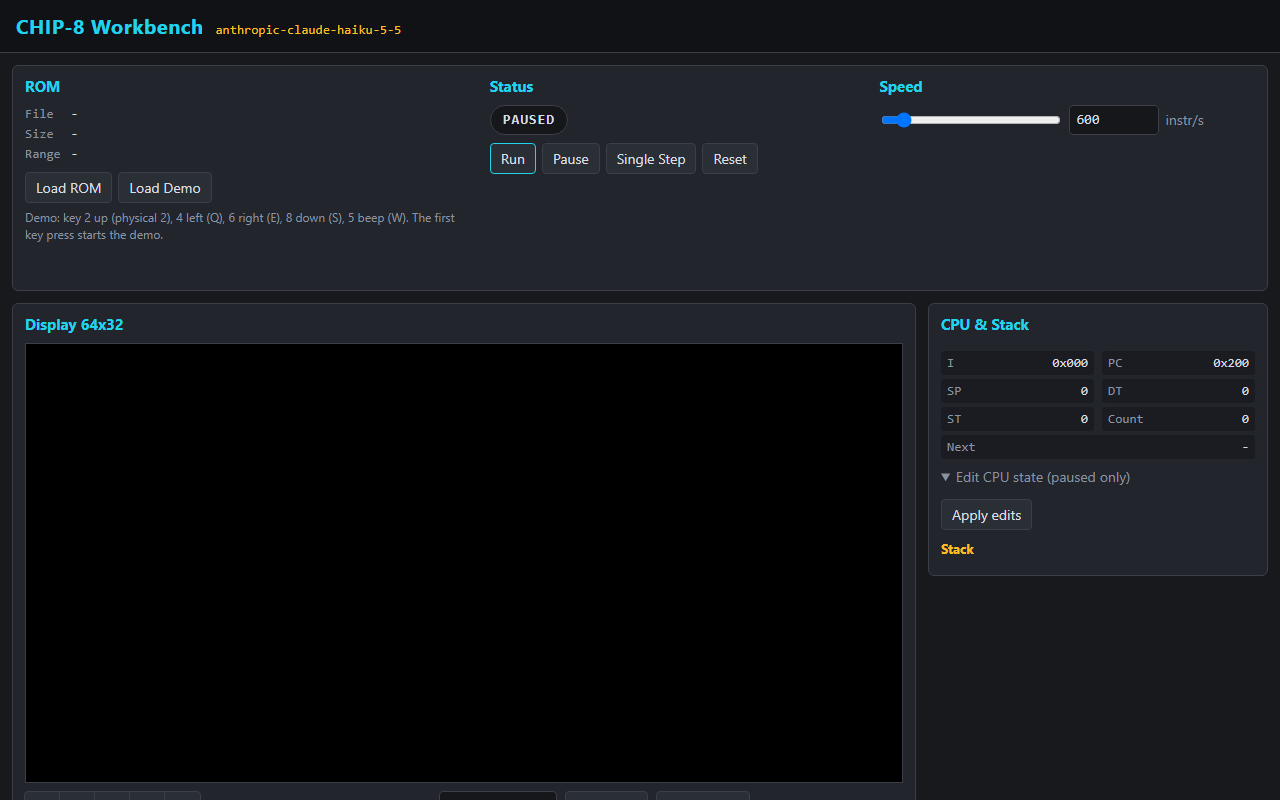 CHIP-8 Workbench anthropic-claude-haiku-5-5
ROM
File -
Size -
Range -
Load ROM Load Demo
Demo: key 2 up (physical 2), 4 left (Q), 6 right (E), 8 down (S), 5 beep (W). The first
key press starts the demo.
Status
PAUSED
Run Pause Single Step Reset
Speed
600 instr/s
Display 64x32
CPU & Stack
I 0x000 PC 0x200
SP 0 DT 0
ST 0 Count 0
Next -
▼ Edit CPU state (paused only)
Apply edits
Stack